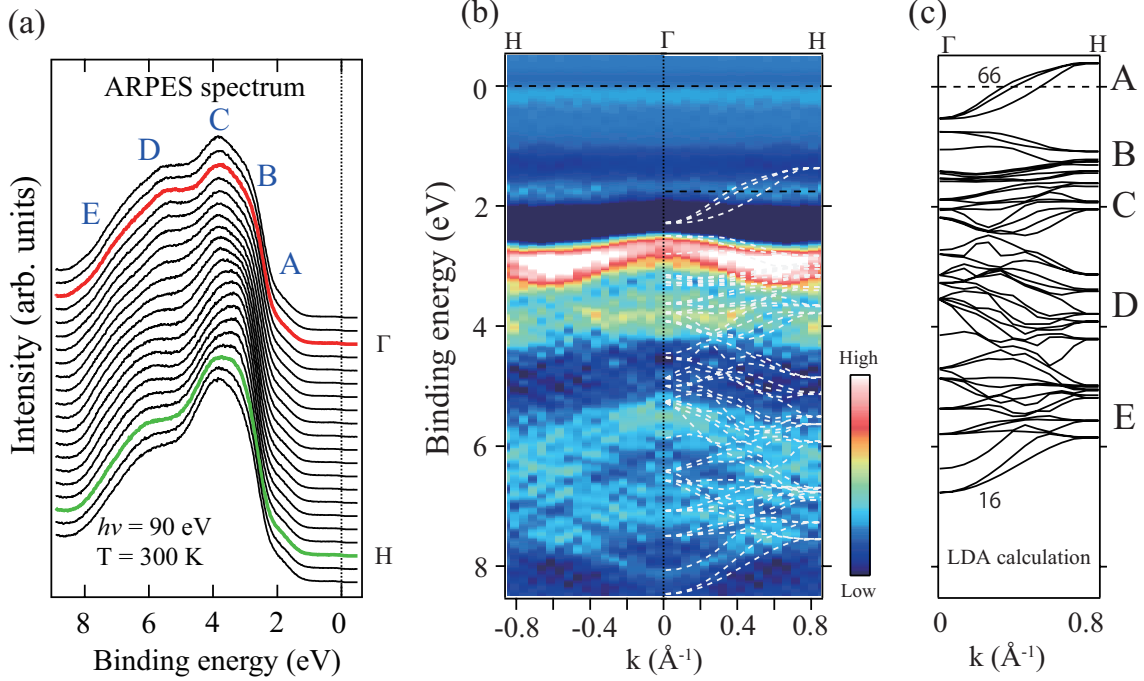 (a)
ARPES spectrum
C
D
B
E
A
Γ
H
hν = 90 eV
T = 300 K
Intensity (arb. units)
8 6 4 2 0
Binding energy (eV)
(b)
H Γ H
0
2
4
6
8
Binding energy (eV)
-0.8 -0.4 0 0.4 0.8
k (Å-1)
High
Low
(c)
Γ H
66
A
B
C
D
E
16
LDA calculation
0 0.8
k (Å-1)